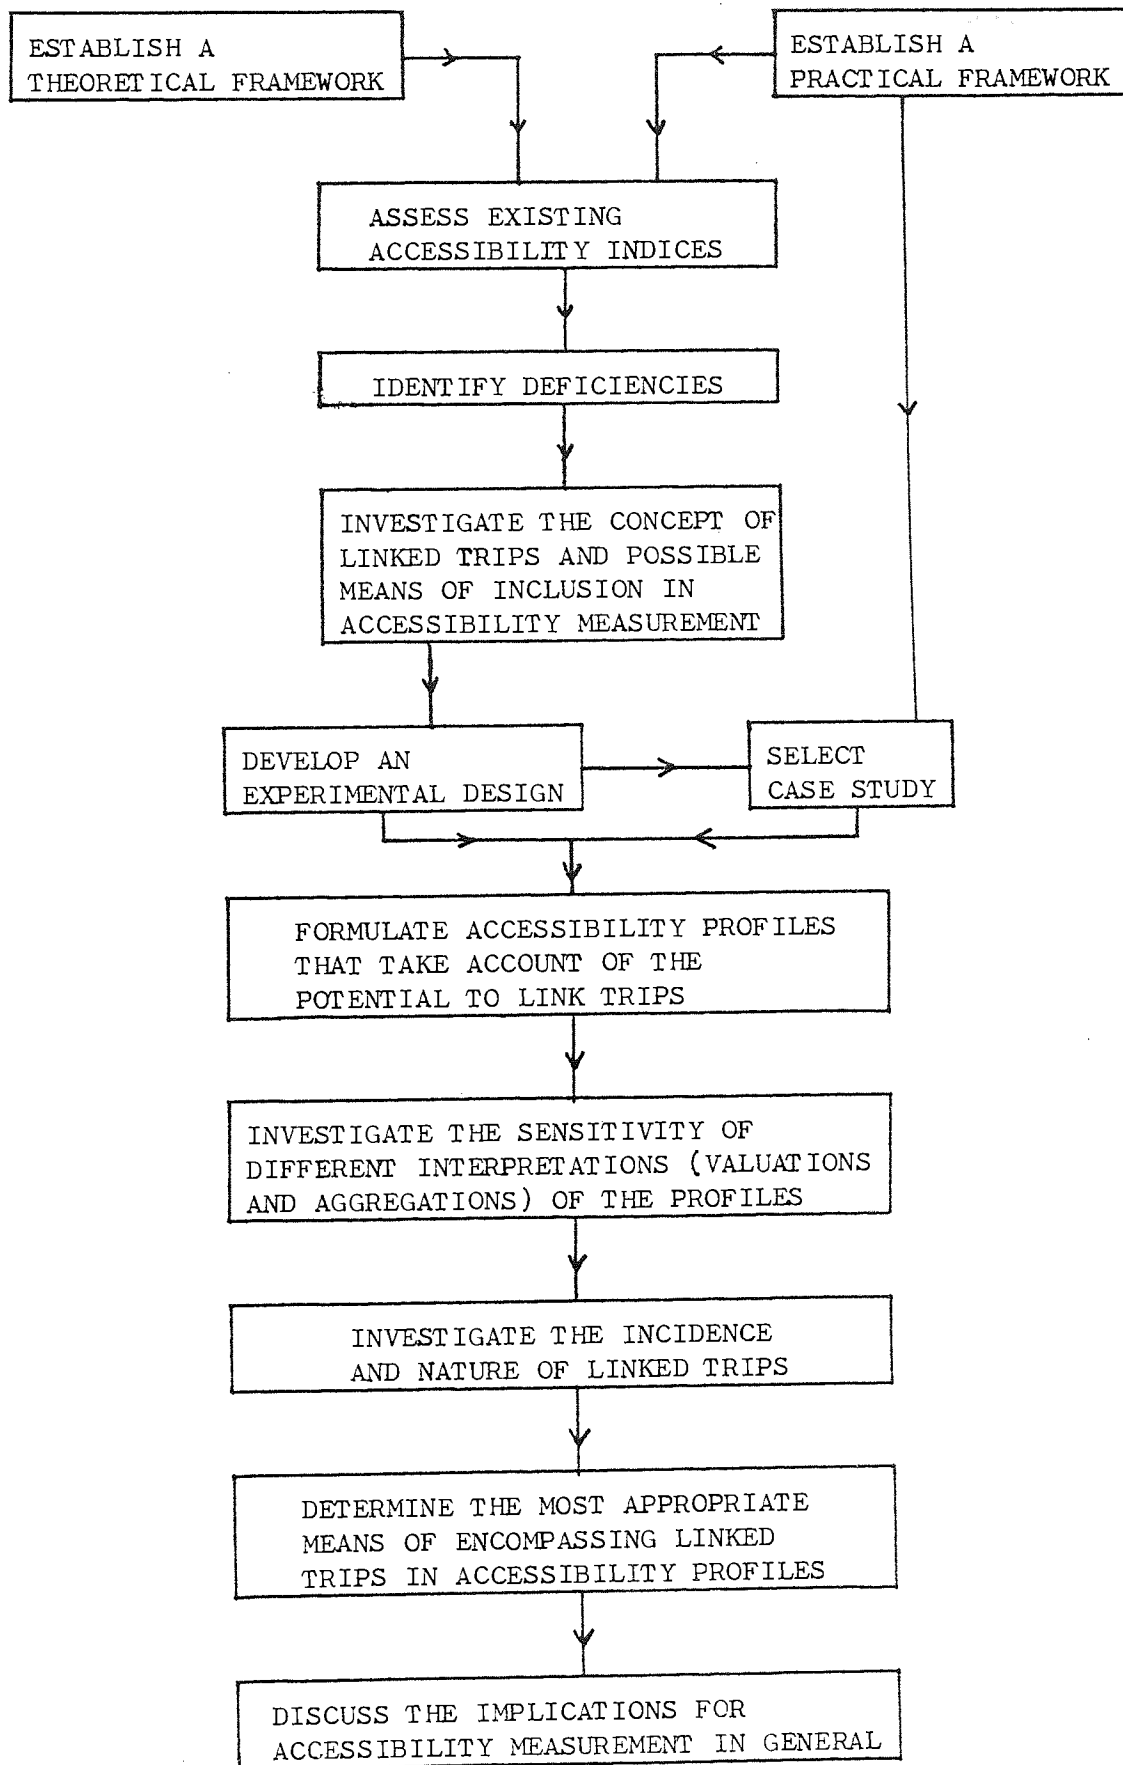 ESTABLISH A
THEORETICAL FRAMEWORK
ESTABLISH A
PRACTICAL FRAMEWORK
ASSESS EXISTING
ACCESSIBILITY INDICES
IDENTIFY DEFICIENCIES
INVESTIGATE THE CONCEPT OF
LINKED TRIPS AND POSSIBLE
MEANS OF INCLUSION IN
ACCESSIBILITY MEASUREMENT
DEVELOP AN
EXPERIMENTAL DESIGN
SELECT
CASE STUDY
FORMULATE ACCESSIBILITY PROFILES
THAT TAKE ACCOUNT OF THE
POTENTIAL TO LINK TRIPS
INVESTIGATE THE SENSITIVITY OF
DIFFERENT INTERPRETATIONS (VALUATIONS
AND AGGREGATIONS) OF THE PROFILES
INVESTIGATE THE INCIDENCE
AND NATURE OF LINKED TRIPS
DETERMINE THE MOST APPROPRIATE
MEANS OF ENCOMPASSING LINKED
TRIPS IN ACCESSIBILITY PROFILES
DISCUSS THE IMPLICATIONS FOR
ACCESSIBILITY MEASUREMENT IN GENERAL